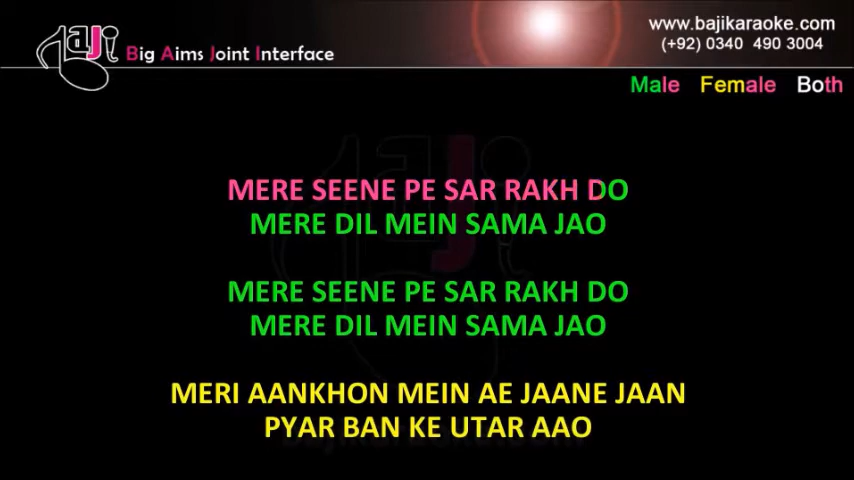 www.bajikaraoke.com
(+92) 0340 490 3004
baji Big Aims Joint Interface
Male Female Both
MERE SEENE PE SAR RAKH DO
MERE DIL MEIN SAMA JAO
MERE SEENE PE SAR RAKH DO
MERE DIL MEIN SAMA JAO
MERI AANKHON MEIN AE JAANE JAAN
PYAR BAN KE UTAR AAO